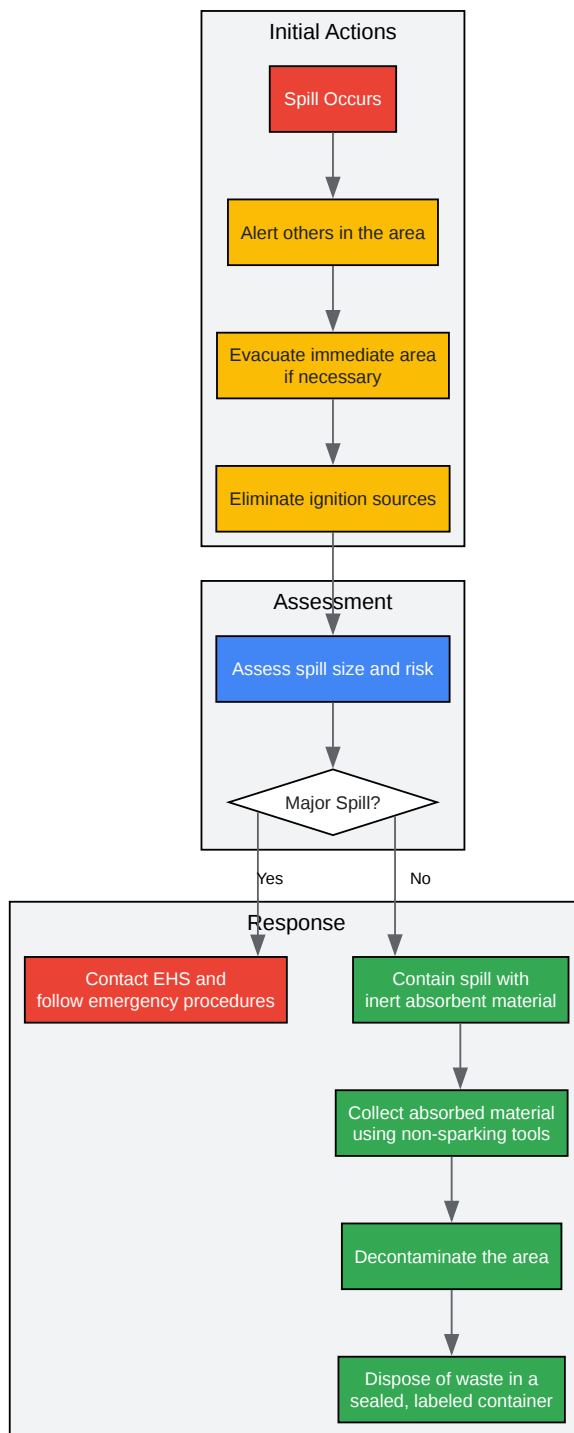 Initial Actions
Spill Occurs
Alert others in the area
Evacuate immediate area
if necessary
Eliminate ignition sources
Assessment
Assess spill size and risk
Major Spill?
Yes
No
Response
Contact EHS and
follow emergency procedures
Contain spill with
inert absorbent material
Collect absorbed material
using non-sparking tools
Decontaminate the area
Dispose of waste in a
sealed, labeled container